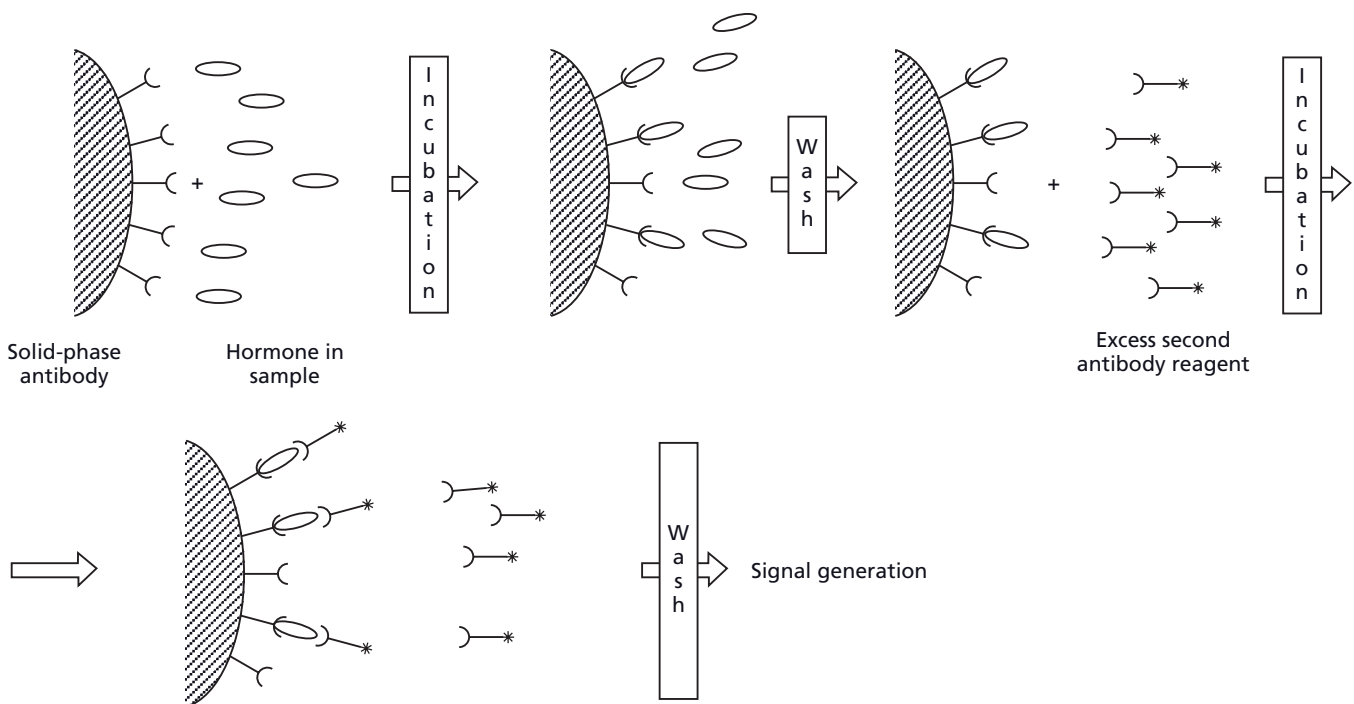 Incubation
Wash
Incubation
Solid-phase
antibody
Hormone in
sample
+
+
Excess second
antibody reagent
Wash
Signal generation